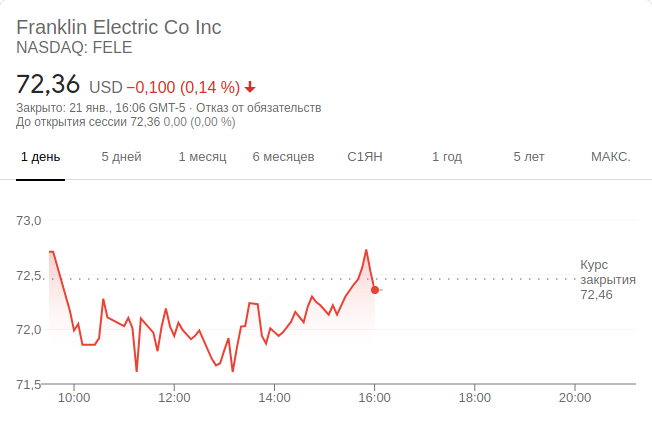 Franklin Electric Co Inc
NASDAQ: FELE
72,36 USD −0,100 (0,14 %)
Закрыто: 21 янв., 16:06 GMT-5 · Отказ от обязательств
До открытия сессии 72,36 0,00 (0,00 %)
1 день 5 дней 1 месяц 6 месяцев С1ЯН 1 год 5 лет МАКС.
73,0
72,5
72,0
71,5
Курс
закрытия
72,46
10:00 12:00 14:00 16:00 18:00 20:00